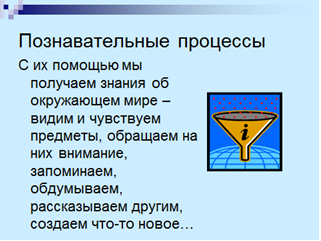 Познавательные процессы
С их помощью мы
получаем знания об
окружающем мире –
видим и чувствуем
предметы, обращаем на
них внимание,
запоминаем,
обдумываем,
рассказываем другим,
создаем что-то новое…
i